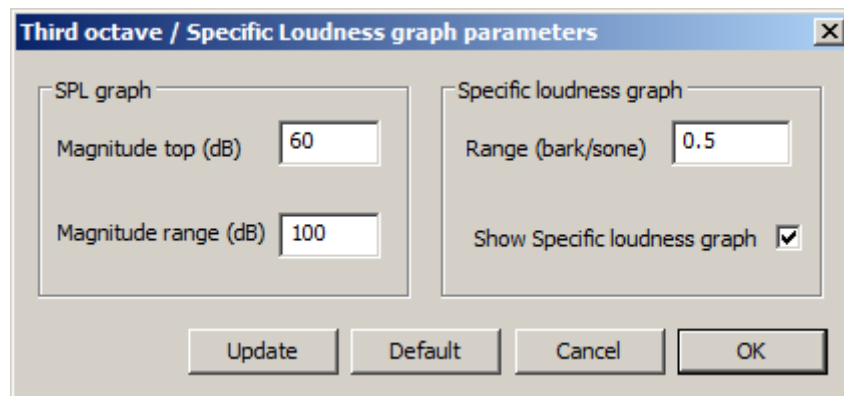 Third octave / Specific Loudness graph parameters
SPL graph
Magnitude top (dB) 60
Magnitude range (dB) 100
Specific loudness graph
Range (bark/sone) 0.5
Show Specific loudness graph
Update Default Cancel OK